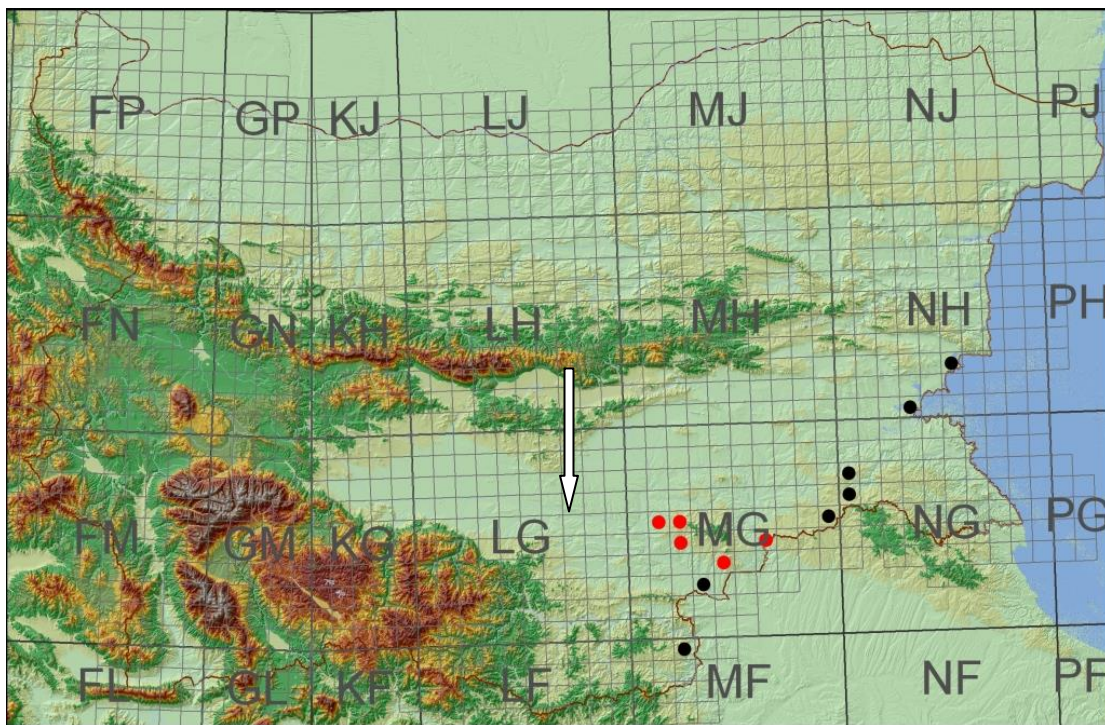 FP GP KJ LJ MJ NJ PJ
FN GN KH LH MH NH PH
FM GM KG LG MG NG PG
FL GL KF LF MF NF PF